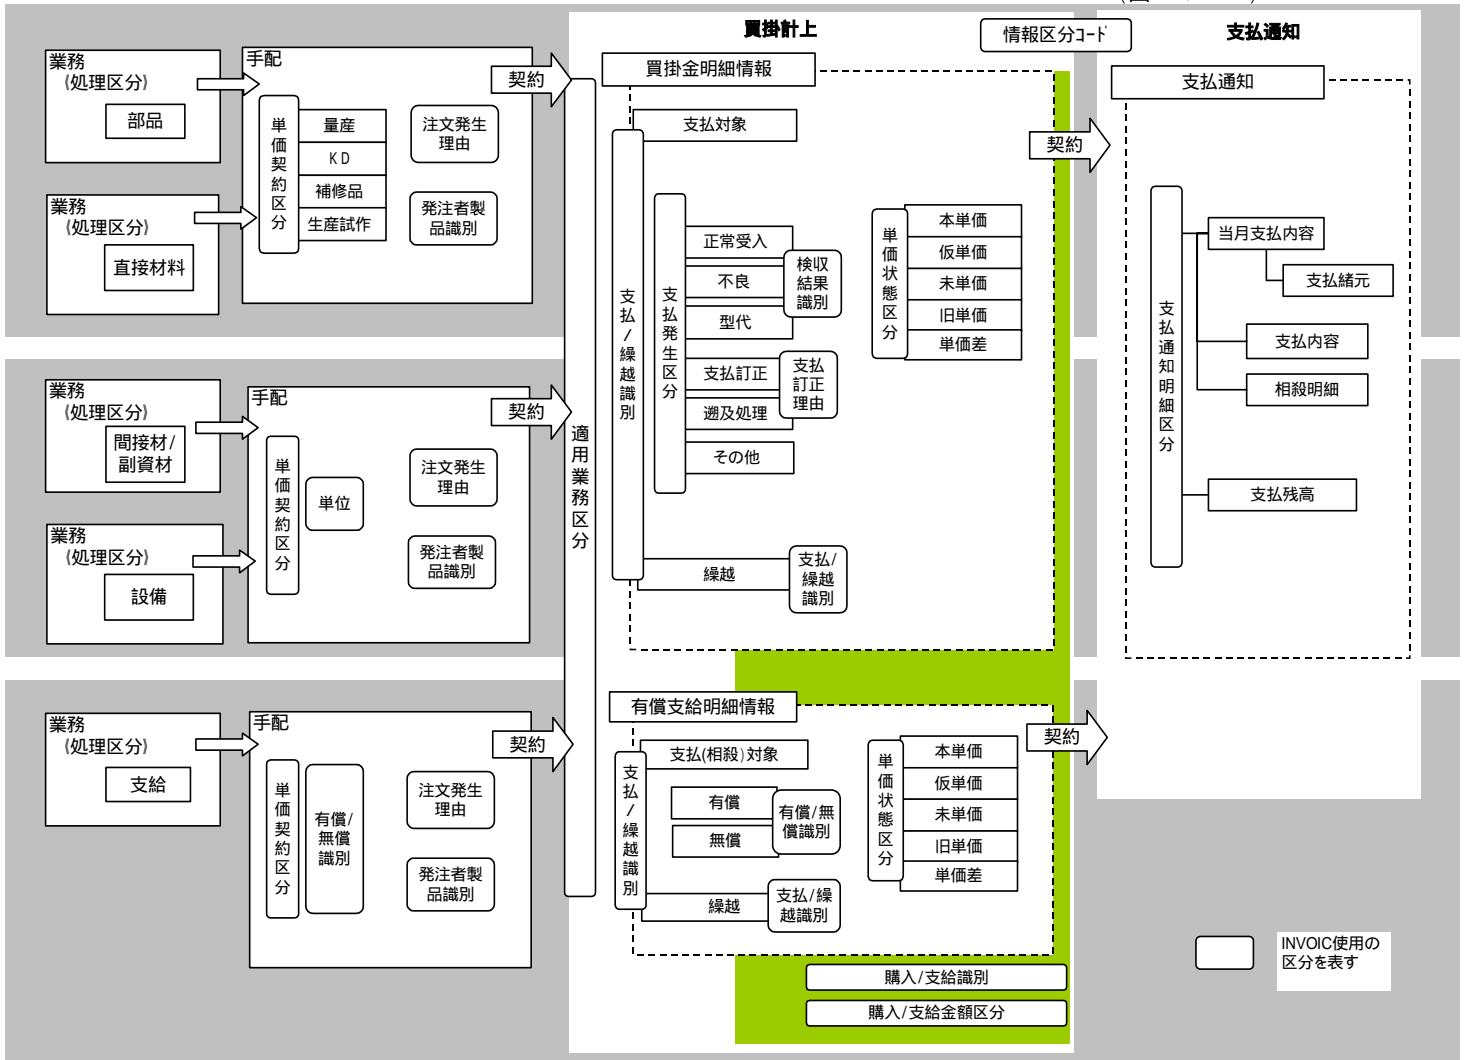 買掛計上
情報区分ｺｰﾄﾞ
支払通知
業務
(処理区分)
部品
業務
(処理区分)
直接材料
手配
単価契約区分
量産
KD
補修品
生産試作
注文発生
理由
発注者製
品識別
契約
業務
(処理区分)
間接材/
副資材
業務
(処理区分)
設備
手配
単価契約区分
単位
注文発生
理由
発注者製
品識別
契約
業務
(処理区分)
支給
手配
単価契約区分
有償/
無償
識別
注文発生
理由
発注者製
品識別
契約
適用業務区分
買掛金明細情報
支払/繰越識別
支払対象
支払発生区分
正常受入
不良
型代
検収
結果
識別
支払訂正
遡及処理
支払
訂正
理由
その他
繰越
支払/
繰越
識別
単価状態区分
本単価
仮単価
未単価
旧単価
単価差
契約
有償支給明細情報
支払/繰越識別
支払(相殺)対象
有償
無償
有償/無
償識別
繰越
支払/繰
越識別
単価状態区分
本単価
仮単価
未単価
旧単価
単価差
契約
購入/支給識別
購入/支給金額区分
支払通知
支払通知明細区分
当月支払内容
支払緒元
支払内容
相殺明細
支払残高
INVOIC使用の
区分を表す